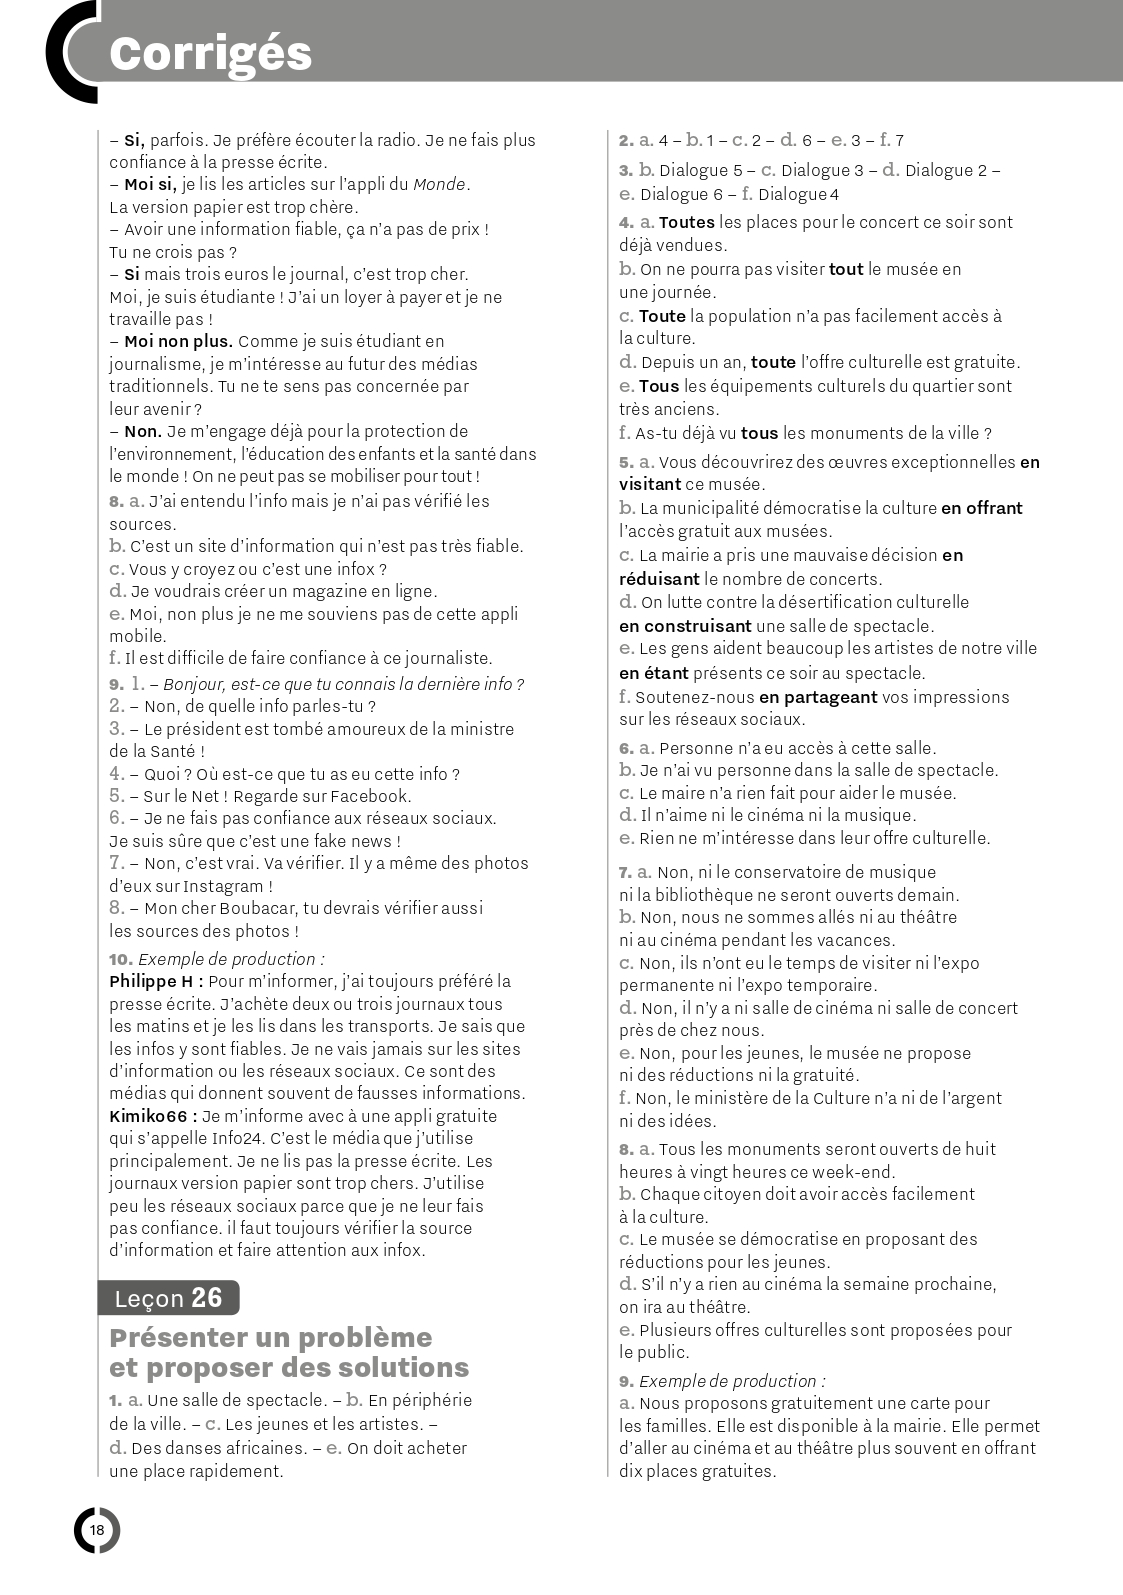 Corrigés
– Si, parfois. Je préfère écouter la radio. Je ne fais plus
confiance à la presse écrite.
– Moi si, je lis les articles sur l'appli du Monde.
La version papier est trop chère.
– Avoir une information fiable, ça n'a pas de prix !
Tu ne crois pas ?
– Si mais trois euros le journal, c'est trop cher.
Moi, je suis étudiante ! J'ai un loyer à payer et je ne
travaille pas !
– Moi non plus. Comme je suis étudiant en
journalisme, je m'intéresse au futur des médias
traditionnels. Tu ne te sens pas concernée par
leur avenir ?
– Non. Je m'engage déjà pour la protection de
l'environnement, l'éducation des enfants et la santé dans
le monde ! On ne peut pas se mobiliser pour tout !
8. a. J'ai entendu l'info mais je n'ai pas vérifié les
sources.
b. C'est un site d'information qui n'est pas très fiable.
c. Vous y croyez ou c'est une infox ?
d. Je voudrais créer un magazine en ligne.
e. Moi, non plus je ne me souviens pas de cette appli
mobile.
f. Il est difficile de faire confiance à ce journaliste.
9. 1. – Bonjour, est-ce que tu connais la dernière info ?
2. – Non, de quelle info parles-tu ?
3. – Le président est tombé amoureux de la ministre
de la Santé !
4. – Quoi ? Où est-ce que tu as eu cette info ?
5. – Sur le Net ! Regarde sur Facebook.
6. – Je ne fais pas confiance aux réseaux sociaux.
Je suis sûre que c'est une fake news !
7. – Non, c'est vrai. Va vérifier. Il y a même des photos
d'eux sur Instagram !
8. – Mon cher Boubacar, tu devrais vérifier aussi
les sources des photos !
10. Exemple de production :
Philippe H : Pour m'informer, j'ai toujours préféré la
presse écrite. J'achète deux ou trois journaux tous
les matins et je les lis dans les transports. Je sais que
les infos y sont fiables. Je ne vais jamais sur les sites
d'information ou les réseaux sociaux. Ce sont des
médias qui donnent souvent de fausses informations.
Kimiko66 : Je m'informe avec à une appli gratuite
qui s'appelle Info24. C'est le média que j'utilise
principalement. Je ne lis pas la presse écrite. Les
journaux version papier sont trop chers. J'utilise
peu les réseaux sociaux parce que je ne leur fais
pas confiance. il faut toujours vérifier la source
d'information et faire attention aux infox.
Leçon 26
Présenter un problème
et proposer des solutions
1. a. Une salle de spectacle. – b. En périphérie
de la ville. – c. Les jeunes et les artistes. –
d. Des danses africaines. – e. On doit acheter
une place rapidement.
2. a. 4 – b. 1 – c. 2 – d. 6 – e. 3 – f. 7
3. b. Dialogue 5 – c. Dialogue 3 – d. Dialogue 2 –
e. Dialogue 6 – f. Dialogue 4
4. a. Toutes les places pour le concert ce soir sont
déjà vendues.
b. On ne pourra pas visiter tout le musée en
une journée.
c. Toute la population n'a pas facilement accès à
la culture.
d. Depuis un an, toute l'offre culturelle est gratuite.
e. Tous les équipements culturels du quartier sont
très anciens.
f. As-tu déjà vu tous les monuments de la ville ?
5. a. Vous découvrirez des œuvres exceptionnelles en
visitant ce musée.
b. La municipalité démocratise la culture en offrant
l'accès gratuit aux musées.
c. La mairie a pris une mauvaise décision en
réduisant le nombre de concerts.
d. On lutte contre la désertification culturelle
en construisant une salle de spectacle.
e. Les gens aident beaucoup les artistes de notre ville
en étant présents ce soir au spectacle.
f. Soutenez-nous en partageant vos impressions
sur les réseaux sociaux.
6. a. Personne n'a eu accès à cette salle.
b. Je n'ai vu personne dans la salle de spectacle.
c. Le maire n'a rien fait pour aider le musée.
d. Il n'aime ni le cinéma ni la musique.
e. Rien ne m'intéresse dans leur offre culturelle.
7. a. Non, ni le conservatoire de musique
ni la bibliothèque ne seront ouverts demain.
b. Non, nous ne sommes allés ni au théâtre
ni au cinéma pendant les vacances.
c. Non, ils n'ont eu le temps de visiter ni l'expo
permanente ni l'expo temporaire.
d. Non, il n'y a ni salle de cinéma ni salle de concert
près de chez nous.
e. Non, pour les jeunes, le musée ne propose
ni des réductions ni la gratuité.
f. Non, le ministère de la Culture n'a ni de l'argent
ni des idées.
8. a. Tous les monuments seront ouverts de huit
heures à vingt heures ce week-end.
b. Chaque citoyen doit avoir accès facilement
à la culture.
c. Le musée se démocratise en proposant des
réductions pour les jeunes.
d. S'il n'y a rien au cinéma la semaine prochaine,
on ira au théâtre.
e. Plusieurs offres culturelles sont proposées pour
le public.
9. Exemple de production :
a. Nous proposons gratuitement une carte pour
les familles. Elle est disponible à la mairie. Elle permet
d'aller au cinéma et au théâtre plus souvent en offrant
dix places gratuites.
18